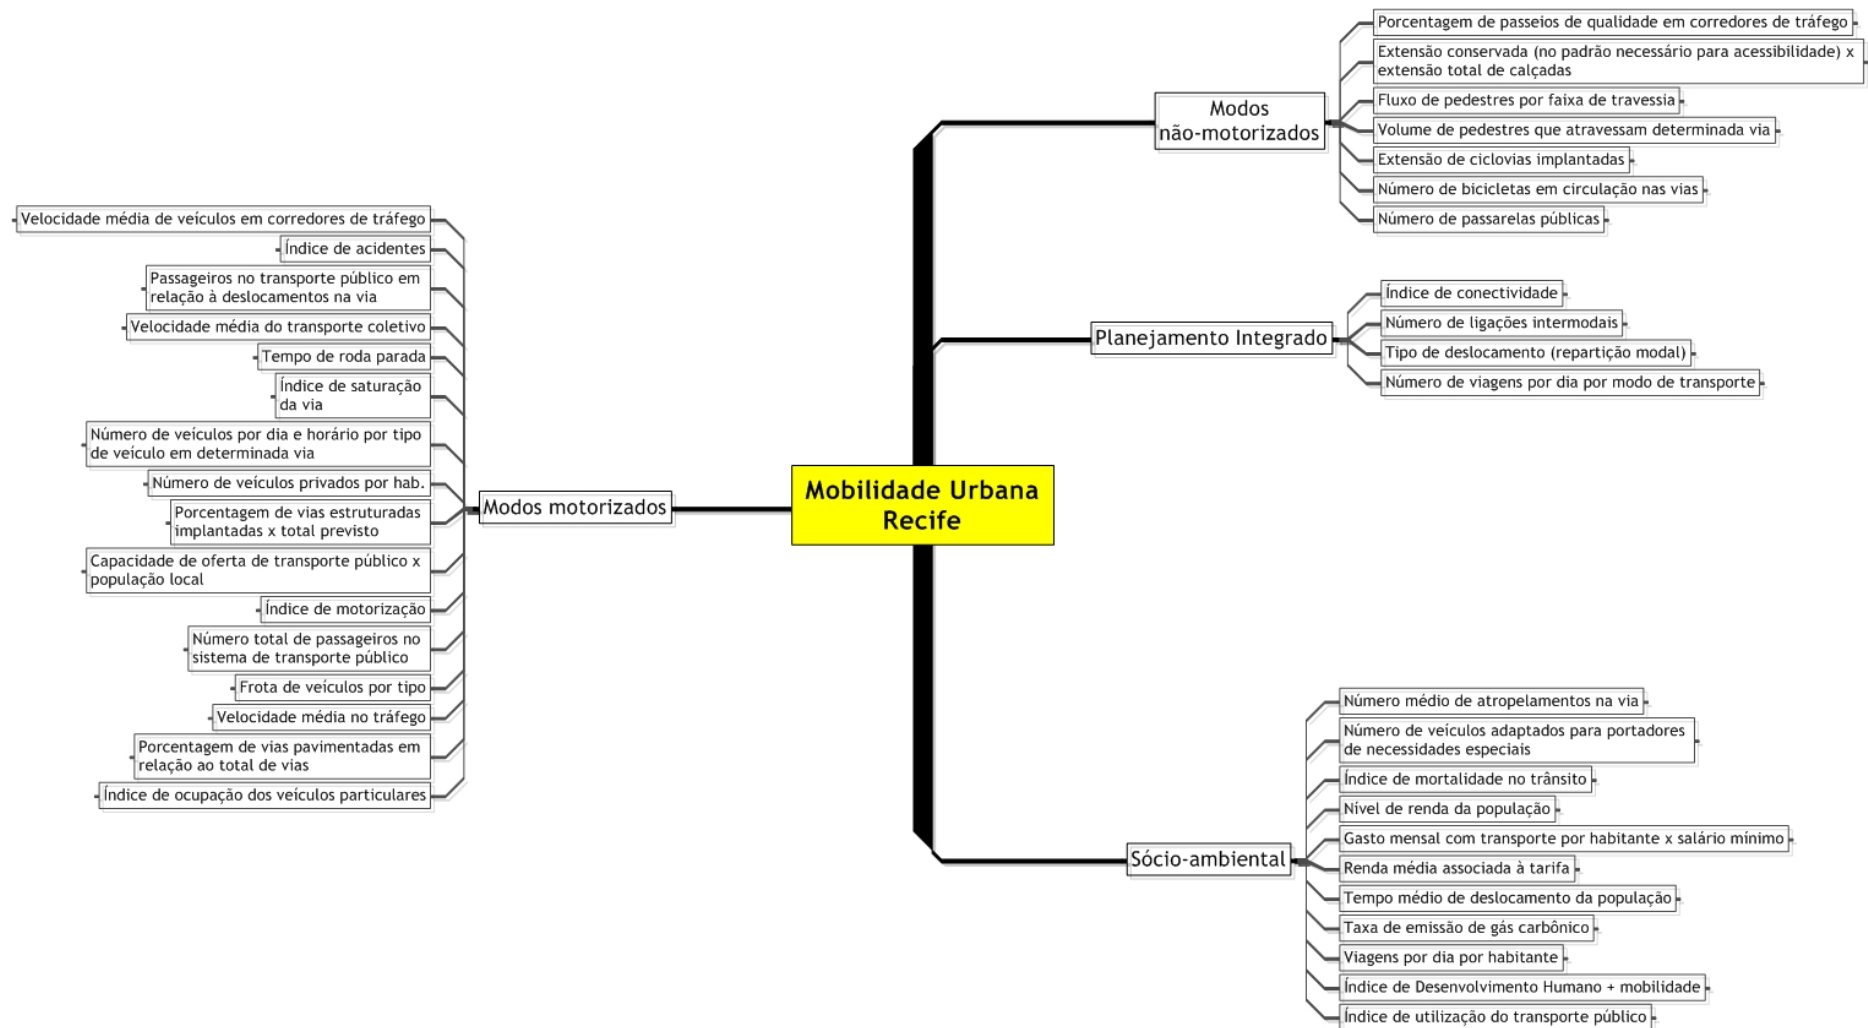 Mobilidade Urbana
Recife
Modos
não-motorizados
Porcentagem de passeios de qualidade em corredores de tráfego
Extensão conservada (no padrão necessário para acessibilidade) x
extensão total de calçadas
Fluxo de pedestres por faixa de travessia
Volume de pedestres que atravessam determinada via
Extensão de ciclovias implantadas
Número de bicicletas em circulação nas vias
Número de passarelas públicas
Planejamento Integrado
Índice de conectividade
Número de ligações intermodais
Tipo de deslocamento (repartição modal)
Número de viagens por dia por modo de transporte
Sócio-ambiental
Número médio de atropelamentos na via
Número de veículos adaptados para portadores
de necessidades especiais
Índice de mortalidade no trânsito
Nível de renda da população
Gasto mensal com transporte por habitante x salário mínimo
Renda média associada à tarifa
Tempo médio de deslocamento da população
Taxa de emissão de gás carbônico
Viagens por dia por habitante
Índice de Desenvolvimento Humano + mobilidade
Índice de utilização do transporte público
Modos motorizados
Velocidade média de veículos em corredores de tráfego
Índice de acidentes
Passageiros no transporte público em
relação à deslocamentos na via
Velocidade média do transporte coletivo
Tempo de roda parada
Índice de saturação
da via
Número de veículos por dia e horário por tipo
de veículo em determinada via
Número de veículos privados por hab.
Porcentagem de vias estruturadas
implantadas x total previsto
Capacidade de oferta de transporte público x
população local
Índice de motorização
Número total de passageiros no
sistema de transporte público
Frota de veículos por tipo
Velocidade média no tráfego
Porcentagem de vias pavimentadas em
relação ao total de vias
Índice de ocupação dos veículos particulares